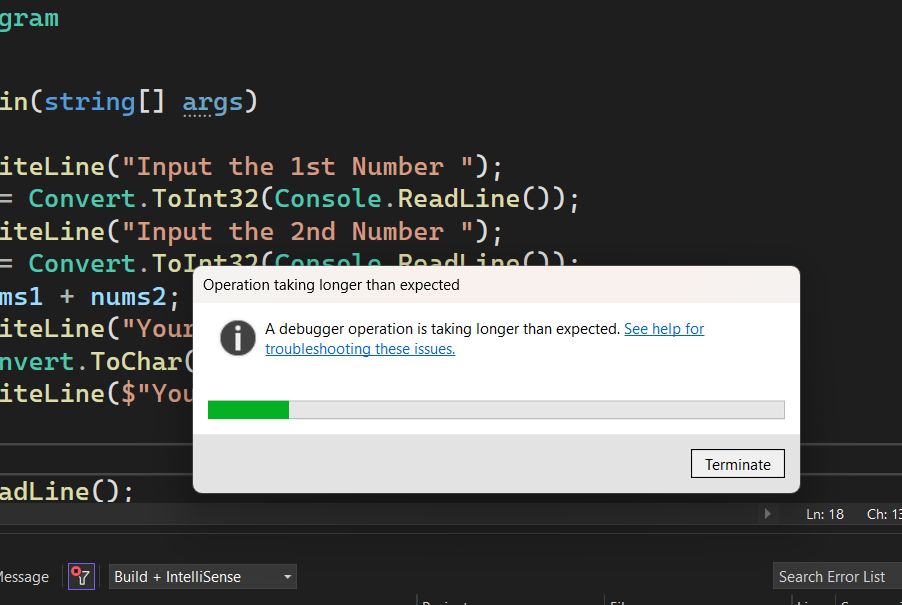 gram
in(string[] args)
iteLine("Input the 1st Number ");
= Convert.ToInt32(Console.ReadLine());
iteLine("Input the 2nd Number ");
= Convert.ToInt32(Console.ReadLine());
ms1 + nums2;
iteLine("Your
nvert.ToChar(
iteLine($"You
Operation taking longer than expected
A debugger operation is taking longer than expected. See help for
troubleshooting these issues.
Terminate
adLine();
Ln: 18 Ch: 13
Message Build + IntelliSense Search Error List